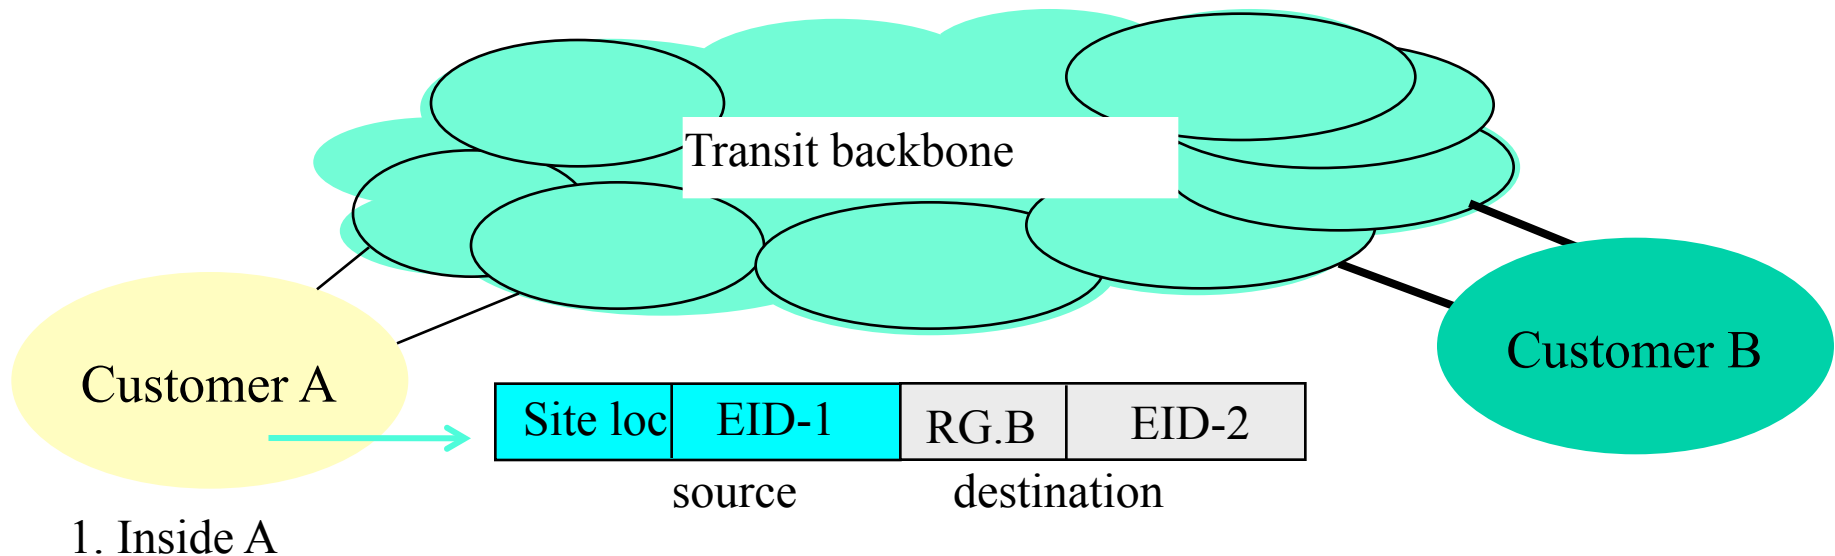 Transit backbone
Customer A
Customer B
Site loc EID-1 RG.B EID-2
source destination
1. Inside A